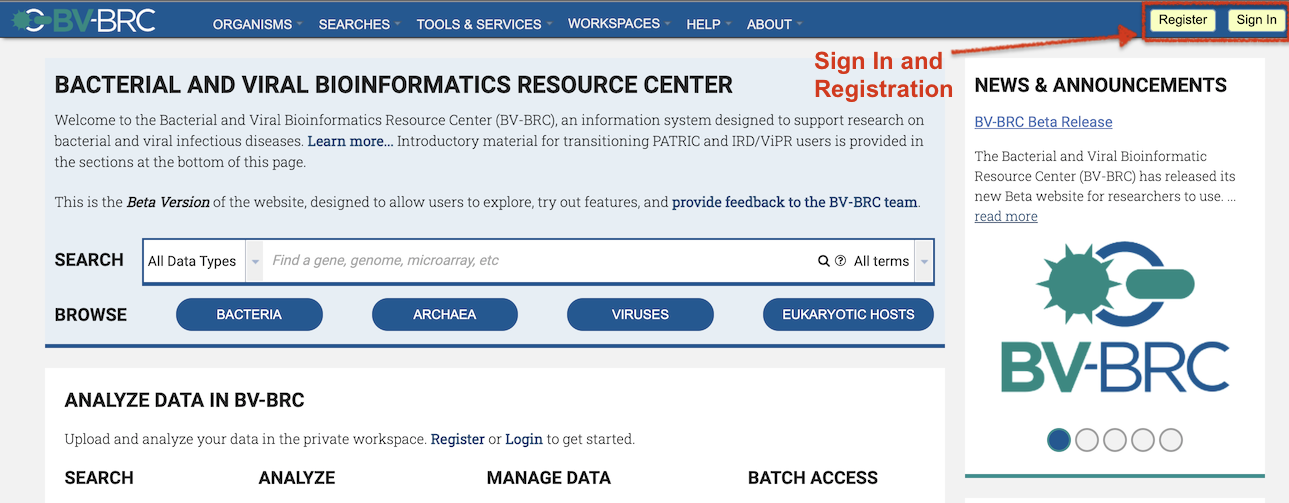 BV-BRC
ORGANISMS SEARCHES TOOLS & SERVICES WORKSPACES HELP ABOUT
Register Sign In
Sign In and
Registration
BACTERIAL AND VIRAL BIOINFORMATICS RESOURCE CENTER
Welcome to the Bacterial and Viral Bioinformatics Resource Center (BV-BRC), an information system designed to support research on
bacterial and viral infectious diseases. Learn more... Introductory material for transitioning PATRIC and IRD/ViPR users is provided in
the sections at the bottom of this page.
This is the Beta Version of the website, designed to allow users to explore, try out features, and provide feedback to the BV-BRC team.
SEARCH All Data Types Find a gene, genome, microarray, etc All terms
BROWSE BACTERIA ARCHAEA VIRUSES EUKARYOTIC HOSTS
ANALYZE DATA IN BV-BRC
Upload and analyze your data in the private workspace. Register or Login to get started.
SEARCH ANALYZE MANAGE DATA BATCH ACCESS
NEWS & ANNOUNCEMENTS
BV-BRC Beta Release
The Bacterial and Viral Bioinformatic
Resource Center (BV-BRC) has released its
new Beta website for researchers to use. ...
read more
BV-BRC